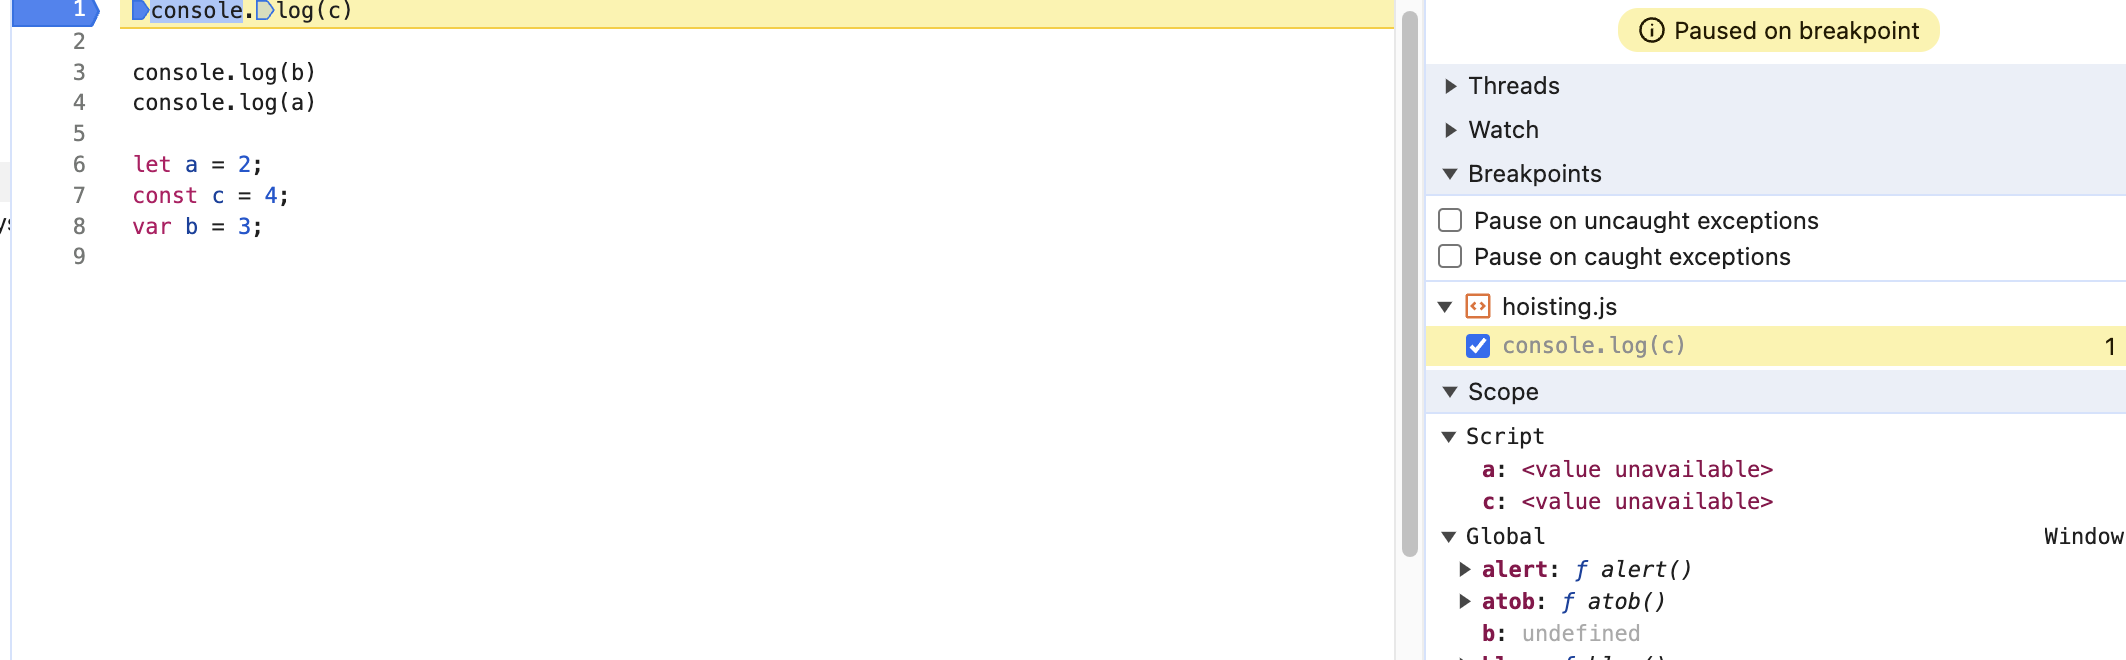 1 console.log(c)
2
3 console.log(b)
4 console.log(a)
5
6 let a = 2;
7 const c = 4;
8 var b = 3;
9
Paused on breakpoint
Threads
Watch
Breakpoints
Pause on uncaught exceptions
Pause on caught exceptions
hoisting.js
console.log(c) 1
Scope
Script
a: <value unavailable>
c: <value unavailable>
Global Window
alert: ƒ alert()
atob: ƒ atob()
b: undefined